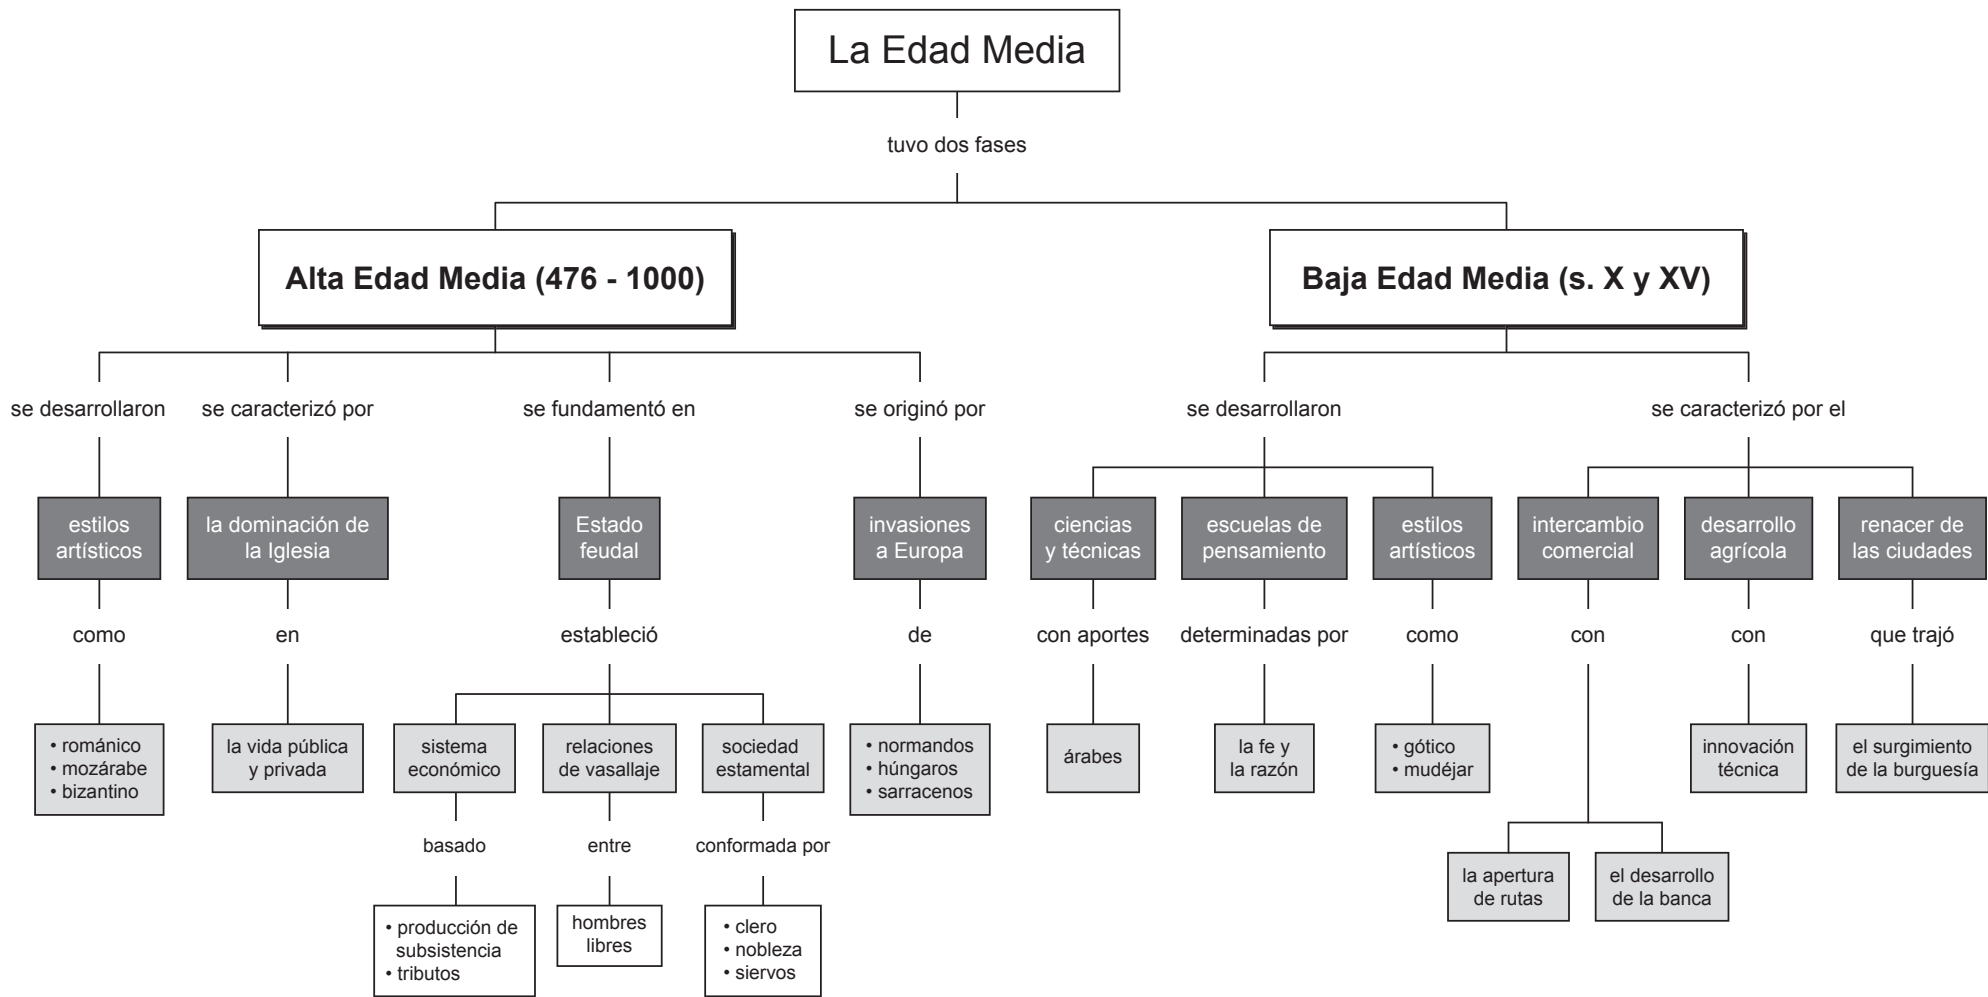 La Edad Media
tuvo dos fases
Alta Edad Media (476 - 1000)
Baja Edad Media (s. X y XV)
se desarrollaron
se caracterizó por
se fundamentó en
se originó por
se desarrollaron
se caracterizó por el
estilos
artísticos
la dominación de
la Iglesia
Estado
feudal
invasiones
a Europa
ciencias
y técnicas
escuelas de
pensamiento
estilos
artísticos
intercambio
comercial
desarrollo
agrícola
renacer de
las ciudades
como
en
estableció
de
con aportes
determinadas por
como
con
con
que trajó
• románico
• mozárabe
• bizantino
la vida pública
y privada
sistema
económico
relaciones
de vasallaje
sociedad
estamental
• normandos
• húngaros
• sarracenos
árabes
la fe y
la razón
• gótico
• mudéjar
innovación
técnica
el surgimiento
de la burguesía
basado
entre
conformada por
la apertura
de rutas
el desarrollo
de la banca
• producción de
subsistencia
• tributos
hombres
libres
• clero
• nobleza
• siervos